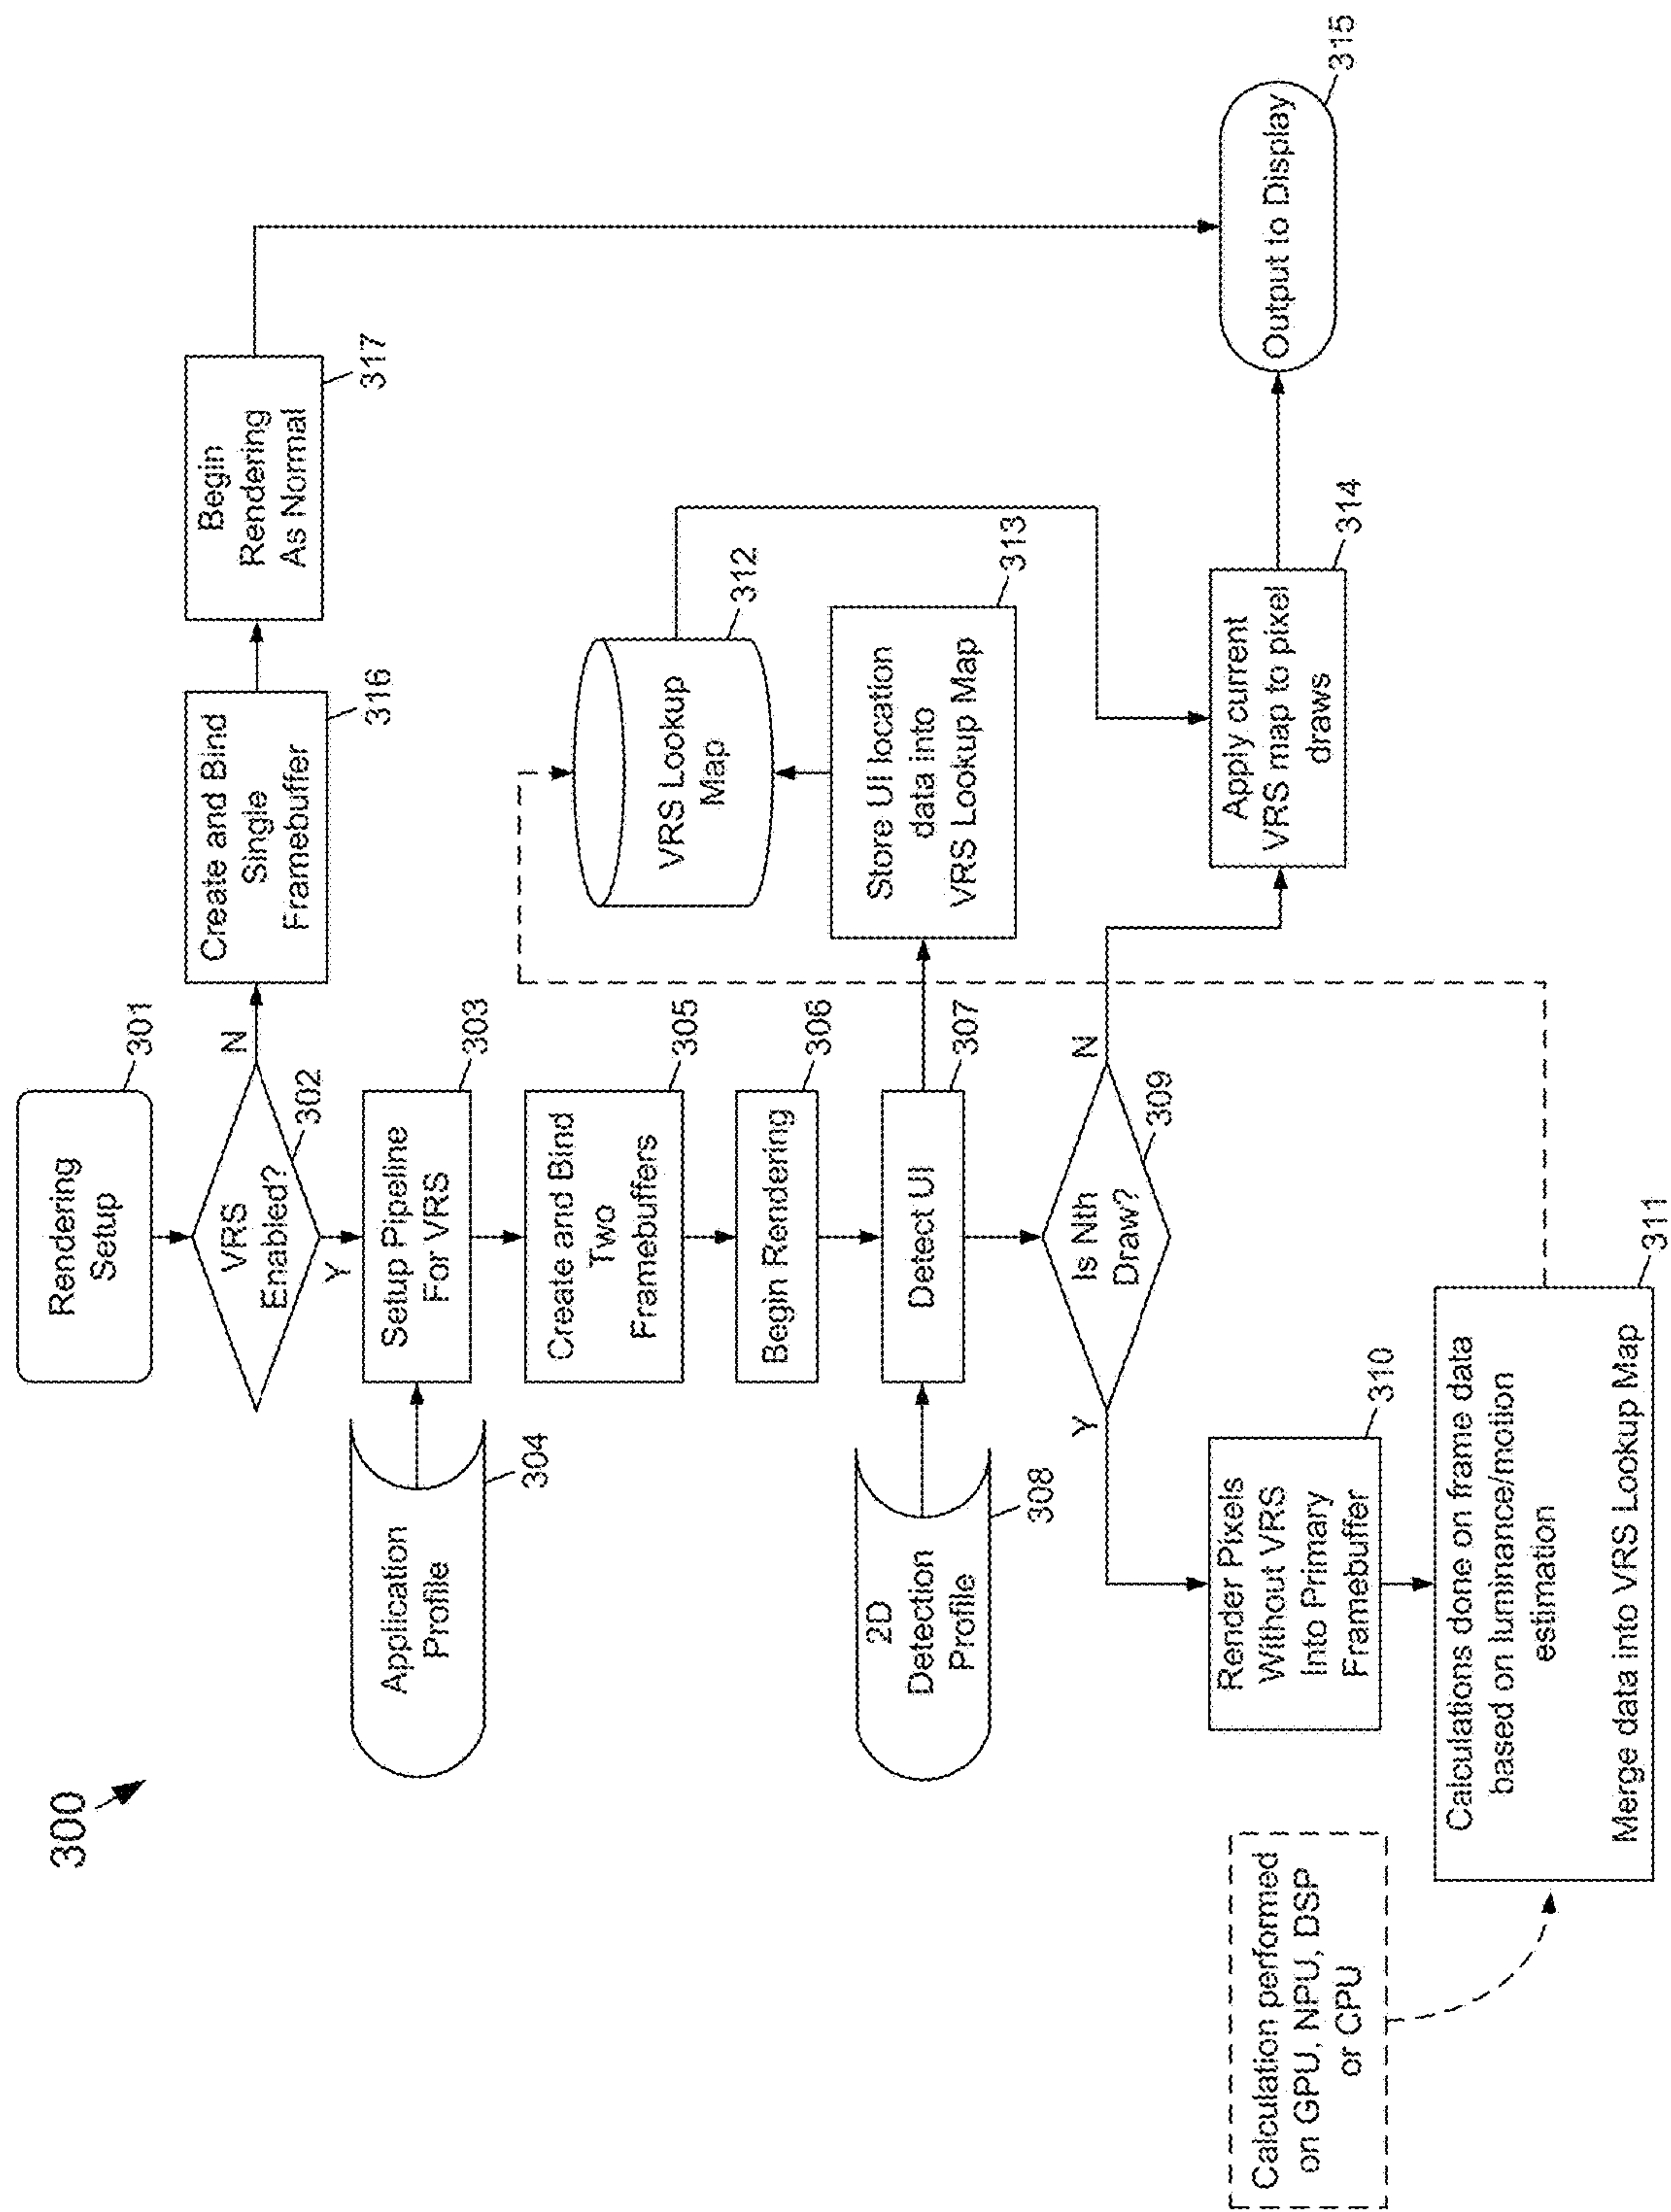 300
Rendering
Setup
301
VRS
Enabled?
302
N
Y
Create and Bind
Single
Framebuffer
316
Begin
Rendering
As Normal
317
Application
Profile
304
Setup Pipeline
For VRS
303
Create and Bind
Two
Framebuffers
305
Begin Rendering
306
2D
Detection
Profile
308
Detect UI
307
VRS Lookup
Map
312
Store UI location
data into
VRS Lookup Map
313
Is Nth
Draw?
309
N
Y
Apply current
VRS map to pixel
draws
314
Output to Display
315
Render Pixels
Without VRS
Into Primary
Framebuffer
310
Calculation performed
on GPU, NPU, DSP
or CPU
Calculations done on frame data
based on luminance/motion
estimation
Merge data into VRS Lookup Map
311